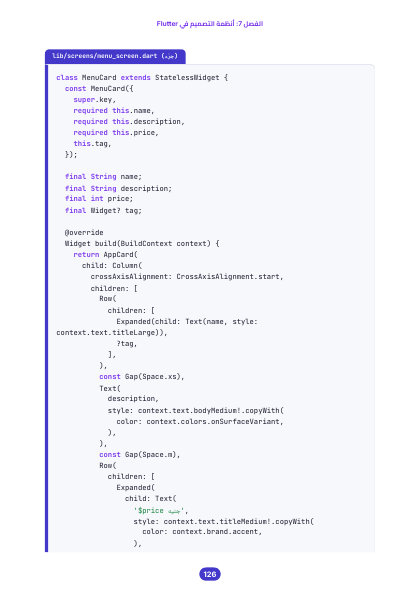 الفصل 7: أنظمة التصميم في Flutter
lib/screens/menu_screen.dart (جزء)
class MenuCard extends StatelessWidget {
  const MenuCard({
    super.key,
    required this.name,
    required this.description,
    required this.price,
    this.tag,
  });

  final String name;
  final String description;
  final int price;
  final Widget? tag;

  @override
  Widget build(BuildContext context) {
    return AppCard(
      child: Column(
        crossAxisAlignment: CrossAxisAlignment.start,
        children: [
          Row(
            children: [
              Expanded(child: Text(name, style:
context.text.titleLarge)),
              ?tag,
            ],
          ),
          const Gap(Space.xs),
          Text(
            description,
            style: context.text.bodyMedium!.copyWith(
              color: context.colors.onSurfaceVariant,
            ),
          ),
          const Gap(Space.m),
          Row(
            children: [
              Expanded(
                child: Text(
                  '$price جنيه',
                  style: context.text.titleMedium!.copyWith(
                    color: context.brand.accent,
                  ),
126